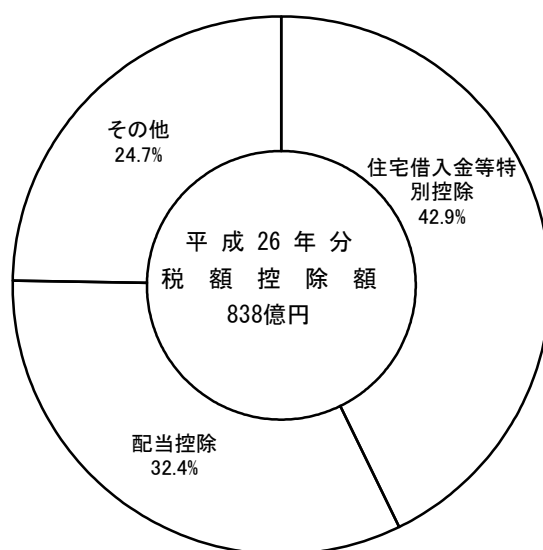 その他
24.7%
住宅借入金等特
別控除
42.9%
平成 26 年分
税額控除額
838億円
配当控除
32.4%